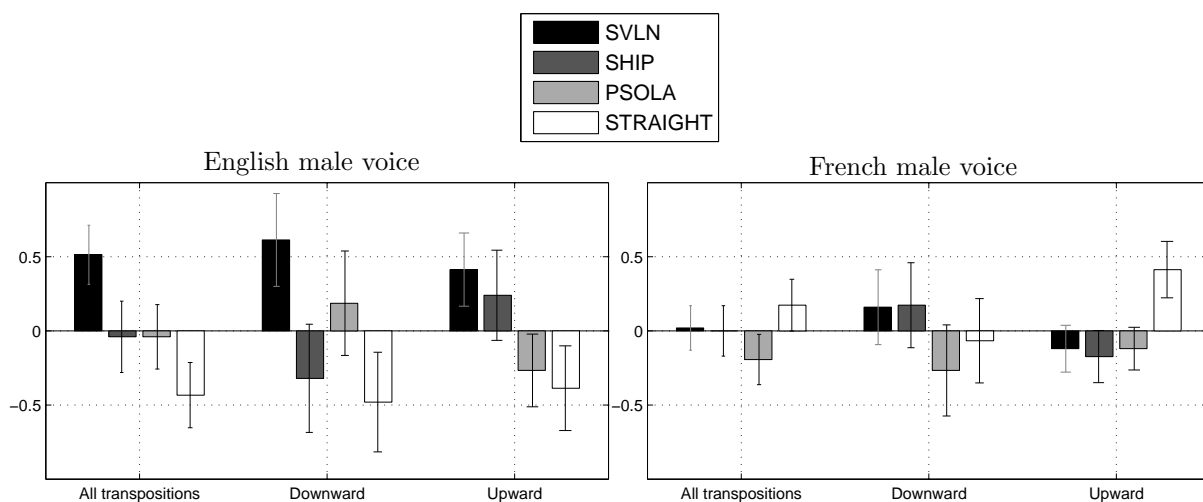 SVLN
SHIP
PSOLA
STRAIGHT
English male voice
0.5
0
−0.5
All transpositions Downward Upward
French male voice
0.5
0
−0.5
All transpositions Downward Upward